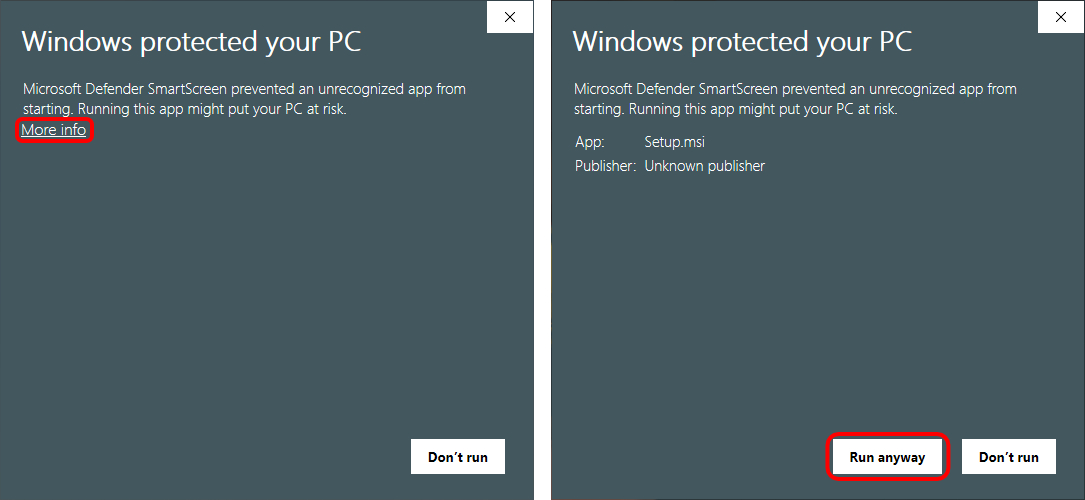 Windows protected your PC
Microsoft Defender SmartScreen prevented an unrecognized app from
starting. Running this app might put your PC at risk.
More info
Don't run
Windows protected your PC
Microsoft Defender SmartScreen prevented an unrecognized app from
starting. Running this app might put your PC at risk.
App: Setup.msi
Publisher: Unknown publisher
Run anyway Don't run